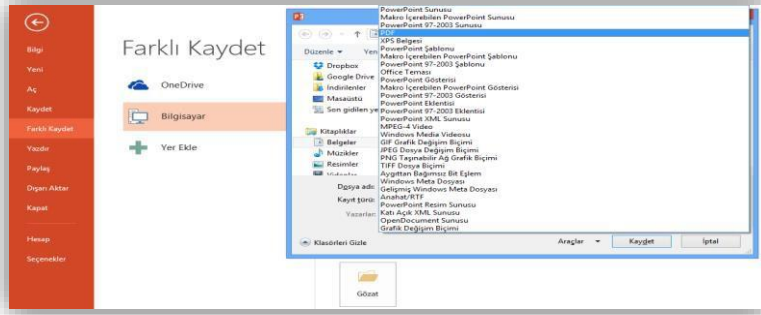 Farklı Kaydet
Bilgi
Yeni
Aç
Kaydet
Farklı Kaydet
Yazdır
Paylaş
Dışarı Aktar
Kapat
Hesap
Seçenekler
OneDrive
Bilgisayar
Yer Ekle
Düzenle
Yen
Dropbox
Google Drive
İndirilenler
Masaüstü
Son gidilen ye
Kitaplıklar
Belgeler
Müzikler
Resimler
Videolar
Dosya adı:
Kayıt türü:
Yazarlar:
PowerPoint Sunusu
Makro İçerebilen PowerPoint Sunusu
PowerPoint 97-2003 Sunusu
PDF
XPS Belgesi
PowerPoint Şablonu
Makro İçerebilen PowerPoint Şablonu
PowerPoint 97-2003 Şablonu
Office Teması
PowerPoint Gösterisi
Makro İçerebilen PowerPoint Gösterisi
PowerPoint 97-2003 Gösterisi
PowerPoint Eklentisi
PowerPoint 97-2003 Eklentisi
PowerPoint XML Sunusu
MPEG-4 Video
Windows Media Videosu
GIF Grafik Değişim Biçimi
JPEG Dosya Değişim Biçimi
PNG Taşınabilir Ağ Grafik Biçimi
TIFF Dosya Biçimi
Aygıttan Bağımsız Bit Eşlem
Windows Meta Dosyası
Gelişmiş Windows Meta Dosyası
Anahat/RTF
PowerPoint Resim Sunusu
Katı Açık XML Sunusu
OpenDocument Sunusu
Grafik Değişim Biçimi
Klasörleri Gizle
Araçlar
Kaydet
İptal
Gözat